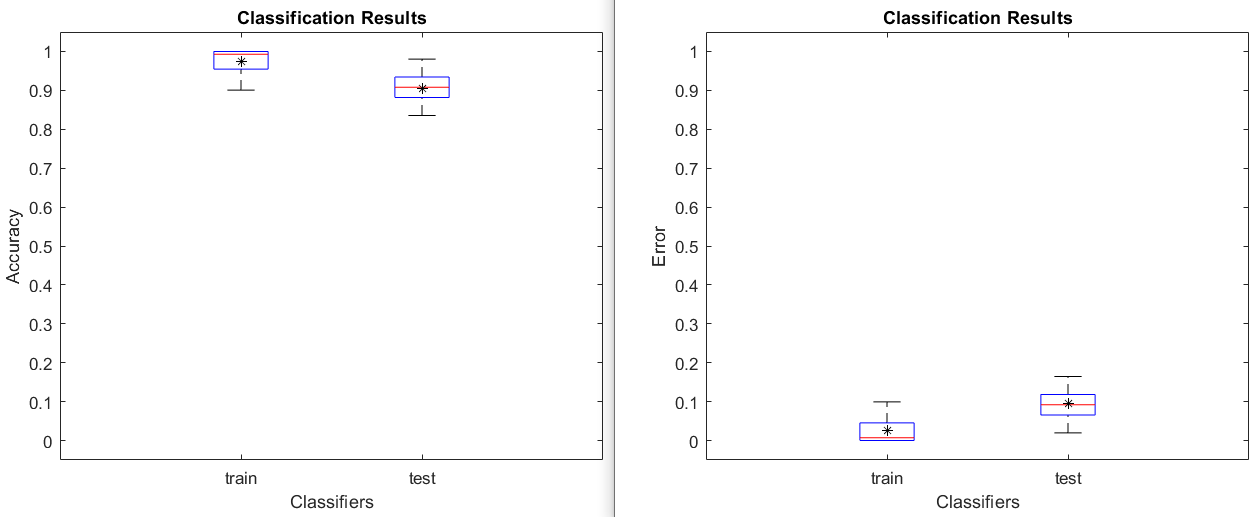 Classification Results
1
0.9
0.8
0.7
0.6
0.5
0.4
0.3
0.2
0.1
0
Accuracy
train test
Classifiers
Classification Results
1
0.9
0.8
0.7
0.6
0.5
0.4
0.3
0.2
0.1
0
Error
train test
Classifiers